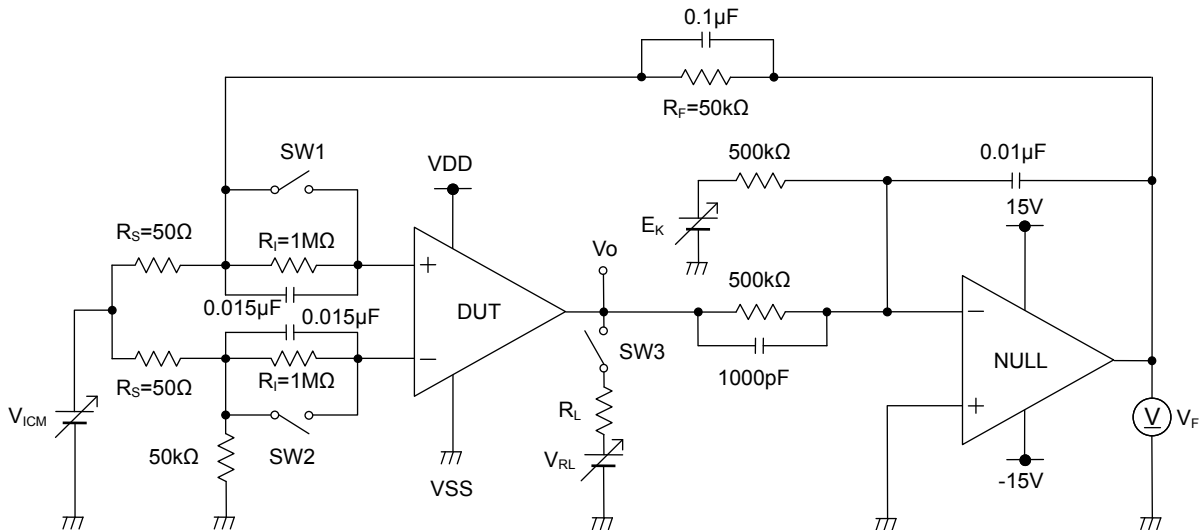 0.1µF
RF=50kΩ
SW1
VDD
500kΩ
0.01µF
15V
EK
RS=50Ω
RI=1MΩ
Vo
+
0.015µF
500kΩ
0.015µF
DUT
−
NULL
RS=50Ω
RI=1MΩ
−
SW3
1000pF
+
VICM
RL
V
VF
50kΩ
SW2
VRL
VSS
-15V